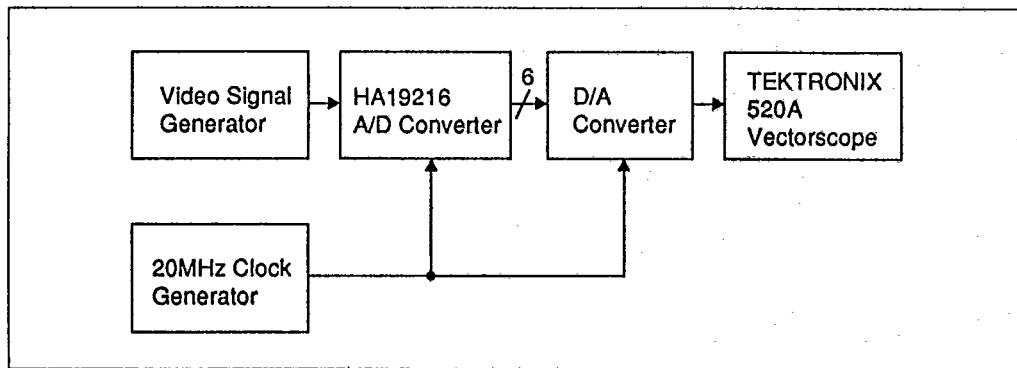 Video Signal
Generator
HA19216
A/D Converter
6
D/A
Converter
TEKTRONIX
520A
Vectorscope
20MHz Clock
Generator